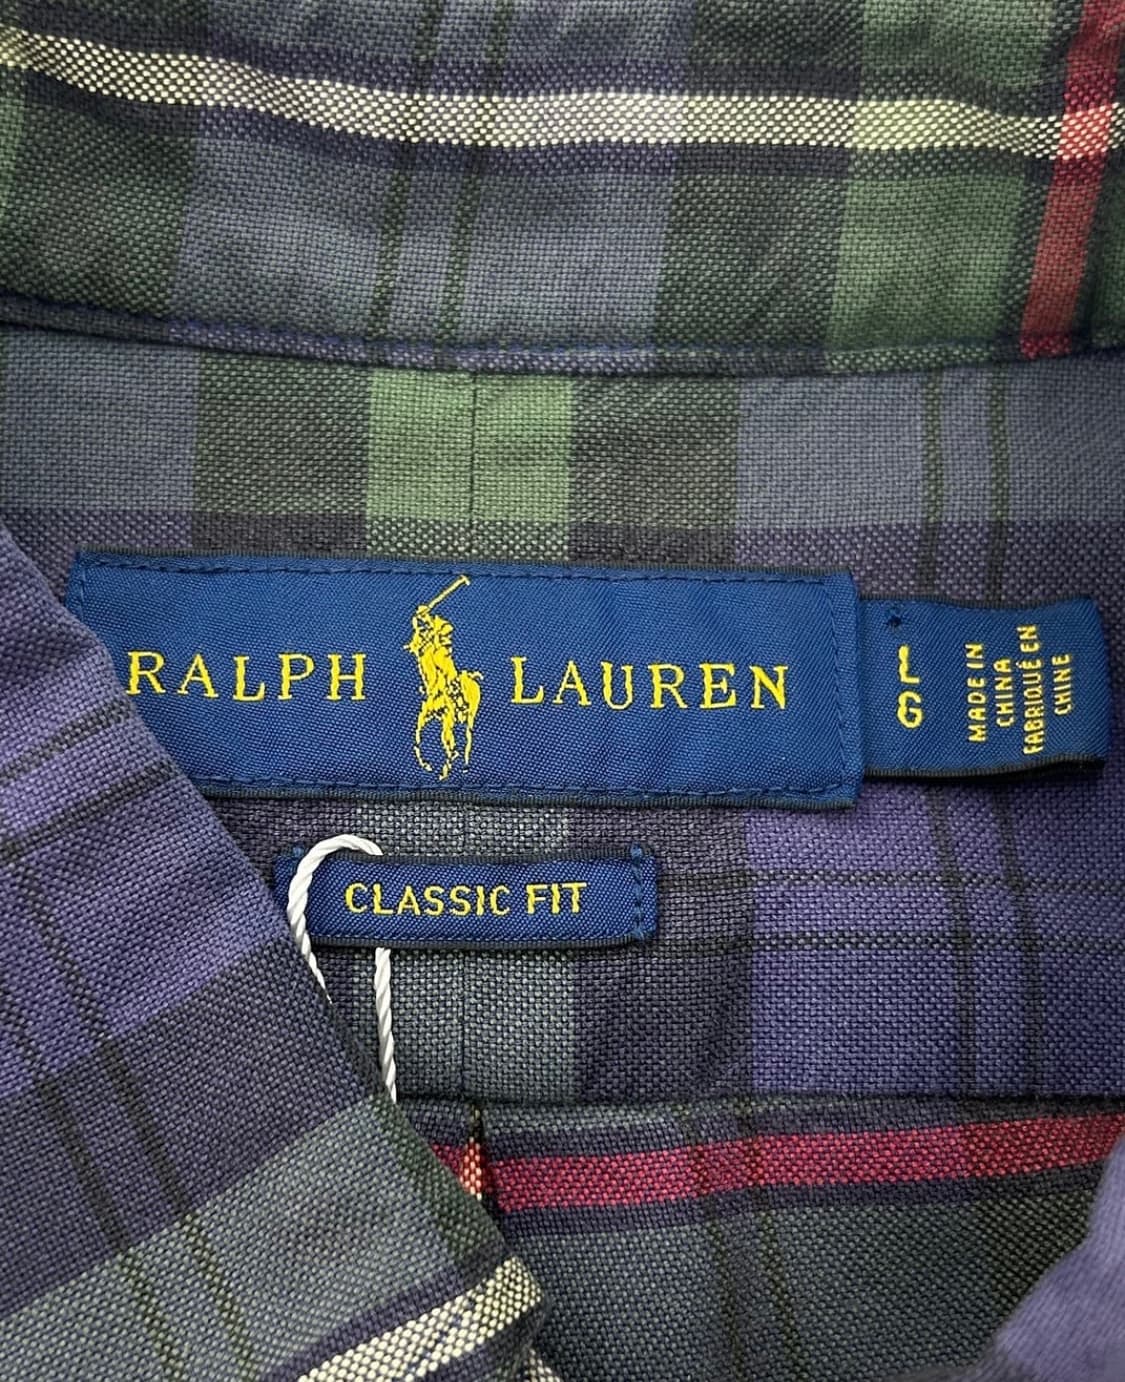 RALPH LAUREN
L
G
MADE IN
CHINA
FABRIQUÉ EN
CHINE
CLASSIC FIT